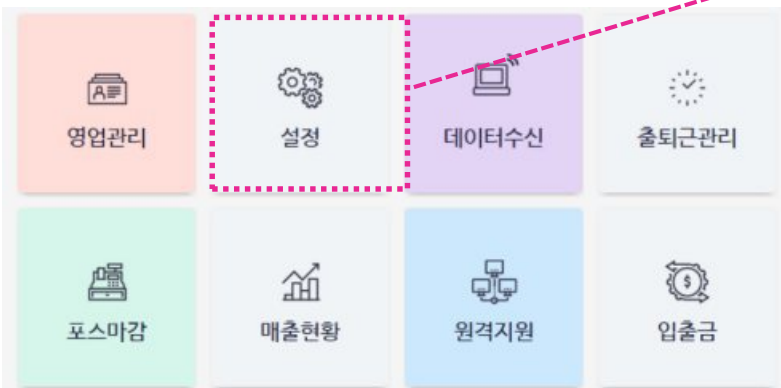 영업관리
설정
데이터수신
출퇴근관리
포스마감
매출현황
원격지원
입출금